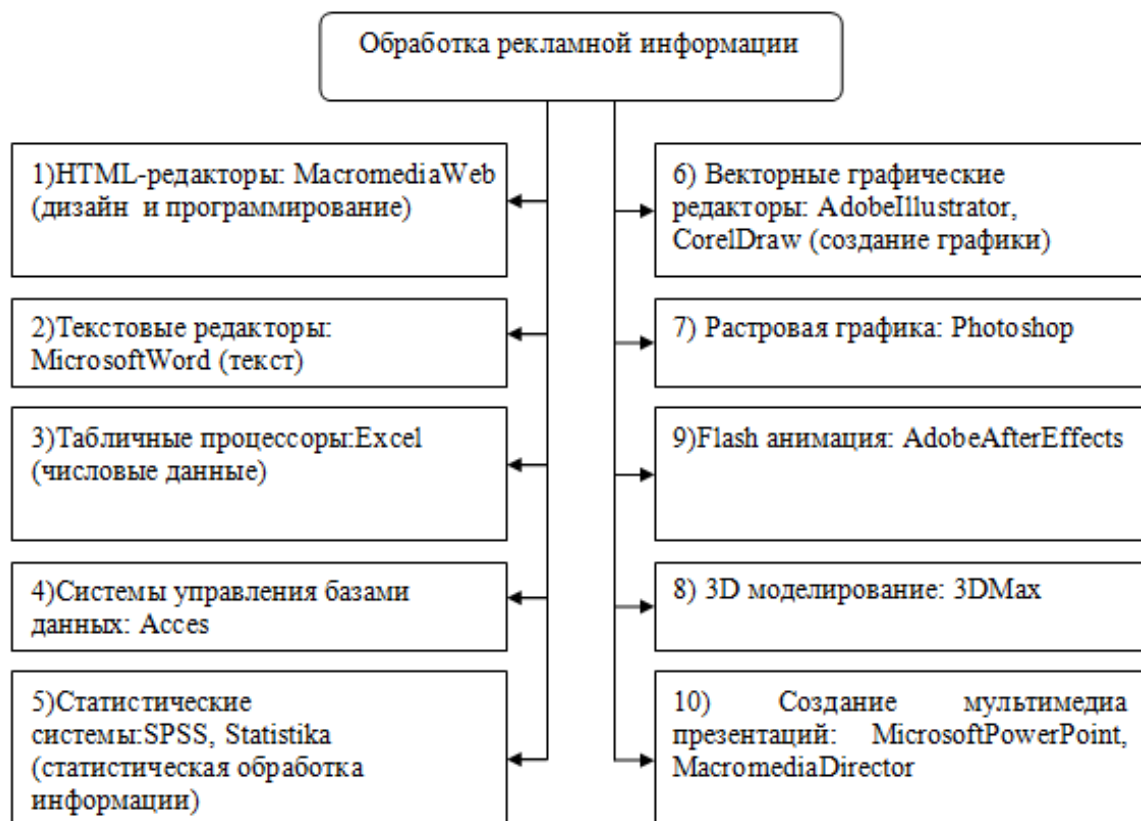 Обработка рекламной информации
1)HTML-редакторы: MacromediaWeb
(дизайн и программирование)
2)Текстовые редакторы:
MicrosoftWord (текст)
3)Табличные процессоры:Excel
(числовые данные)
4)Системы управления базами
данных: Acces
5)Статистические
системы:SPSS, Statistika
(статистическая обработка
информации)
6) Векторные графические
редакторы: AdobeIllustrator,
CorelDraw (создание графики)
7) Растровая графика: Photoshop
9)Flash анимация: AdobeAfterEffects
8) 3D моделирование: 3DMax
10) Создание мультимедиа
презентаций: MicrosoftPowerPoint,
MacromediaDirector